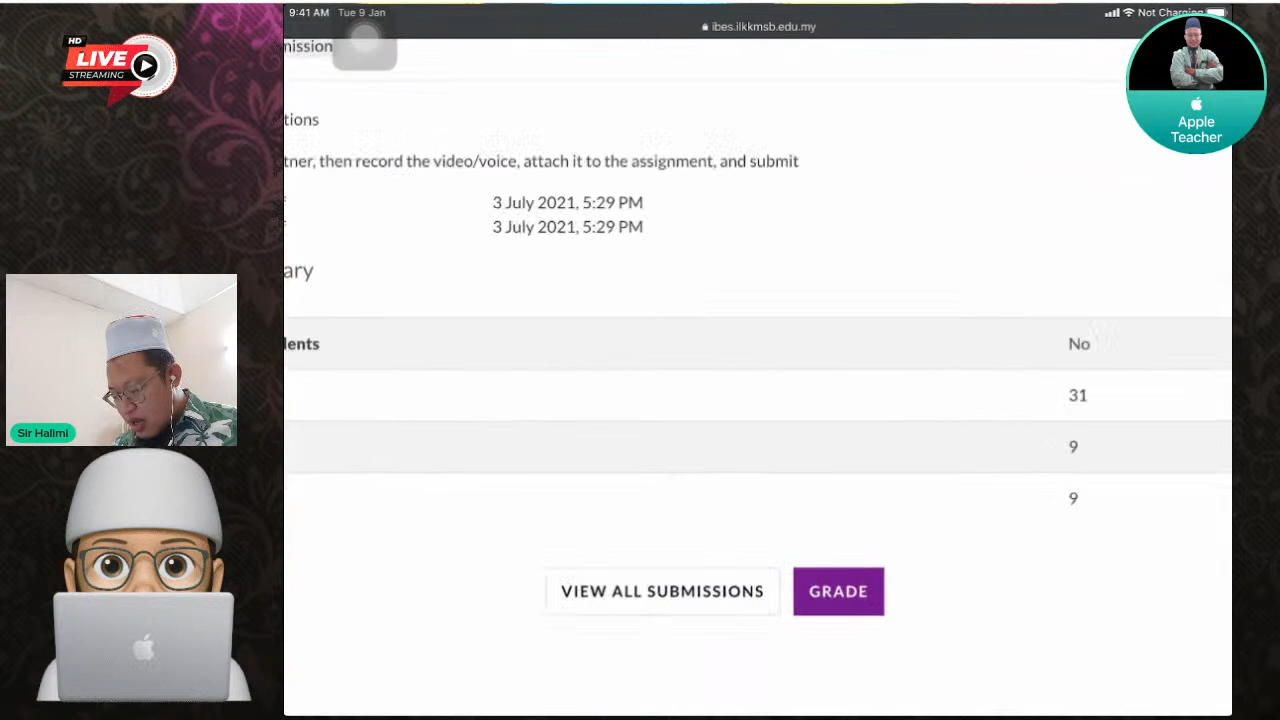 9:41 AM Tue 9 Jan
Not Charging
ibes.ilkkmsb.edu.my
HD
LIVE
STREAMING
Apple
Teacher
mission
tions
tner, then record the video/voice, attach it to the assignment, and submit
3 July 2021, 5:29 PM
3 July 2021, 5:29 PM
ary
lents
No
31
9
9
Sir Halimi
VIEW ALL SUBMISSIONS
GRADE